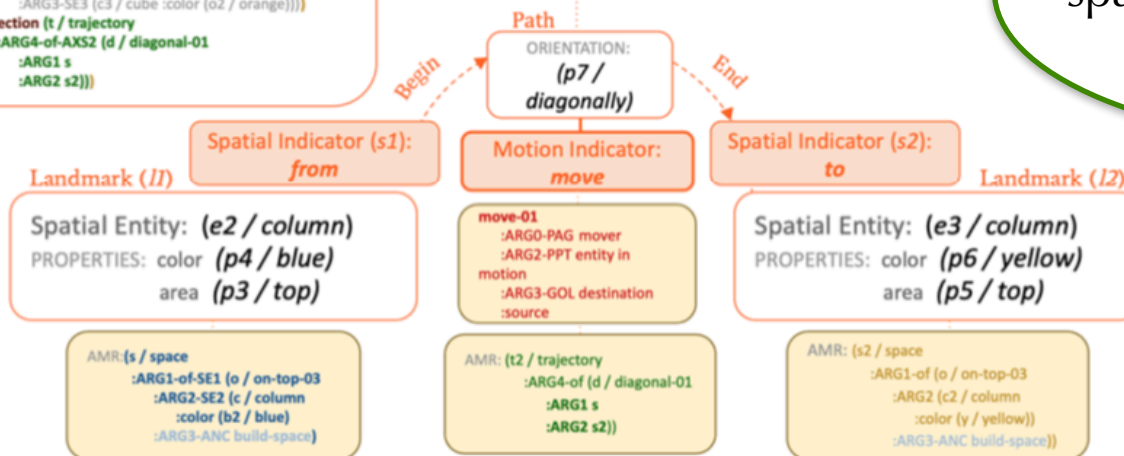 :ARG3-SE3 (c3 / cube :color (o2 / orange))))
ection (t / trajectory
ARG4-of-AXS2 (d / diagonal-01
:ARG1 s
:ARG2 s2)))
Path
ORIENTATION:
(p7 /
diagonally)
Begin
End
Spatial Indicator (s1):
from
Motion Indicator:
move
Spatial Indicator (s2):
to
Landmark (l1)
Spatial Entity: (e2 / column)
PROPERTIES: color (p4 / blue)
area (p3 / top)
move-01
:ARG0-PAG mover
:ARG2-PPT entity in
motion
:ARG3-GOL destination
:source
Landmark (l2)
Spatial Entity: (e3 / column)
PROPERTIES: color (p6 / yellow)
area (p5 / top)
AMR:(s / space
:ARG1-of-SE1 (o / on-top-03
:ARG2-SE2 (c / column
:color (b2 / blue)
:ARG3-ANC build-space)
AMR: (t2 / trajectory
:ARG4-of (d / diagonal-01
:ARG1 s
:ARG2 s2))
AMR: (s2 / space
:ARG1-of (o / on-top-03
:ARG2 (c2 / column
:color (y / yellow))
:ARG3-ANC build-space))